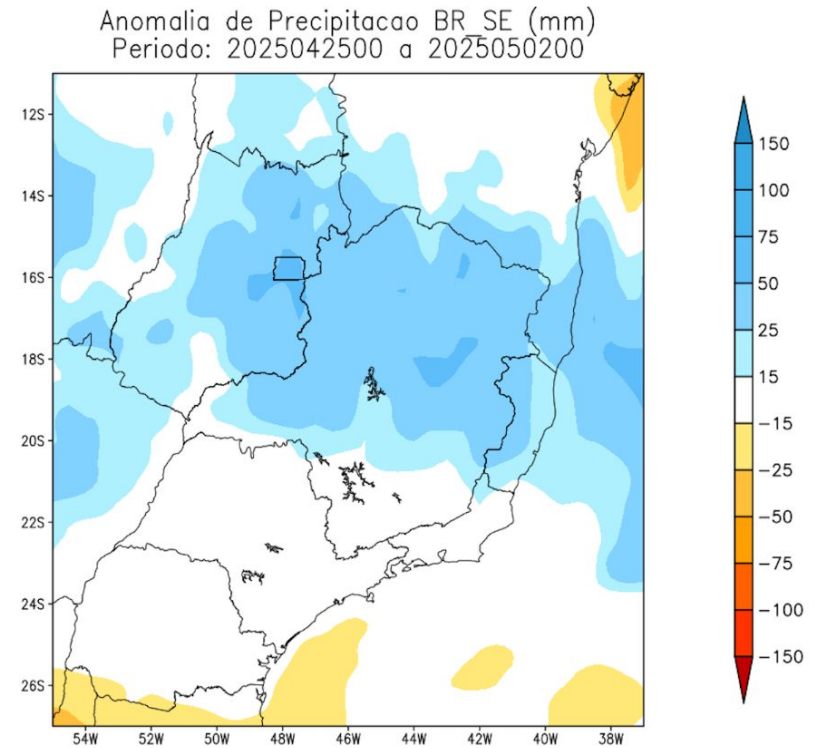 Anomalia de Precipitacao BR_SE (mm)
Periodo: 2025042500 a 2025050200
12S
14S
16S
18S
20S
22S
24S
26S
54W 52W 50W 48W 46W 44W 42W 40W 38W
150
100
75
50
25
15
-15
-25
-50
-75
-100
-150